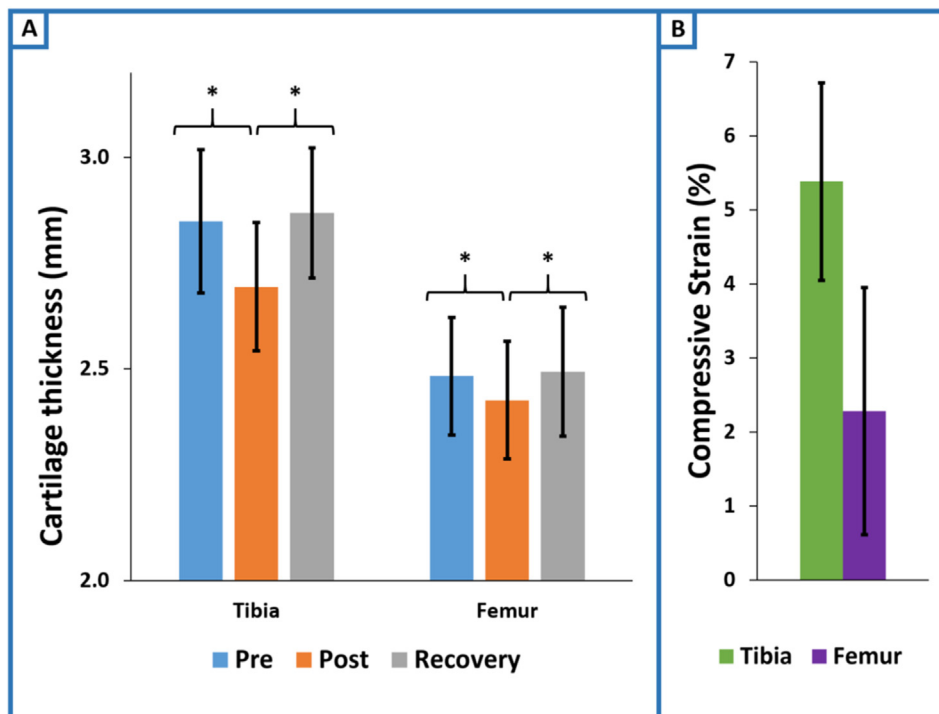 A
Cartilage thickness (mm)
3.0
2.5
2.0
*
*
*
*
Tibia
Femur
Pre
Post
Recovery
B
Compressive Strain (%)
7
6
5
4
3
2
1
0
Tibia
Femur